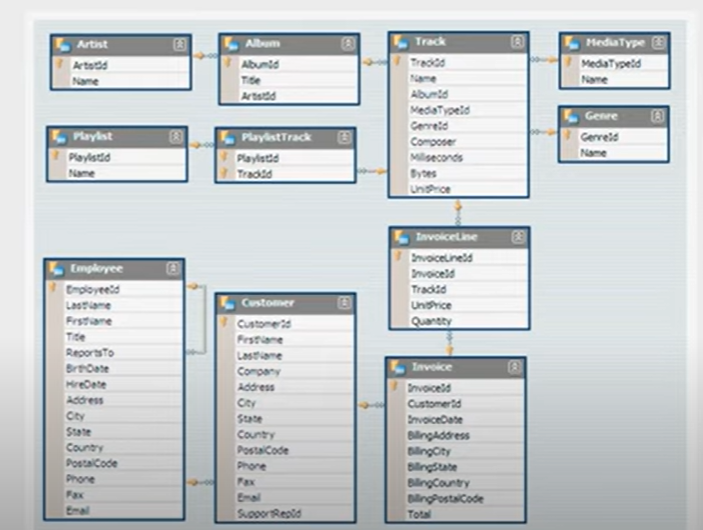 Artist
ArtistId
Name
Album
AlbumId
Title
ArtistId
Track
TrackId
Name
AlbumId
MediaTypeId
GenreId
Composer
Milliseconds
Bytes
UnitPrice
MediaType
MediaTypeId
Name
Genre
GenreId
Name
Playlist
PlaylistId
Name
PlaylistTrack
PlaylistId
TrackId
InvoiceLine
InvoiceLineId
InvoiceId
TrackId
UnitPrice
Quantity
Employee
EmployeeId
LastName
FirstName
Title
ReportsTo
BirthDate
HireDate
Address
City
State
Country
PostalCode
Phone
Fax
Email
Customer
CustomerId
FirstName
LastName
Company
Address
City
State
Country
PostalCode
Phone
Fax
Email
SupportRepId
Invoice
InvoiceId
CustomerId
InvoiceDate
BillingAddress
BillingCity
BillingState
BillingCountry
BillingPostalCode
Total